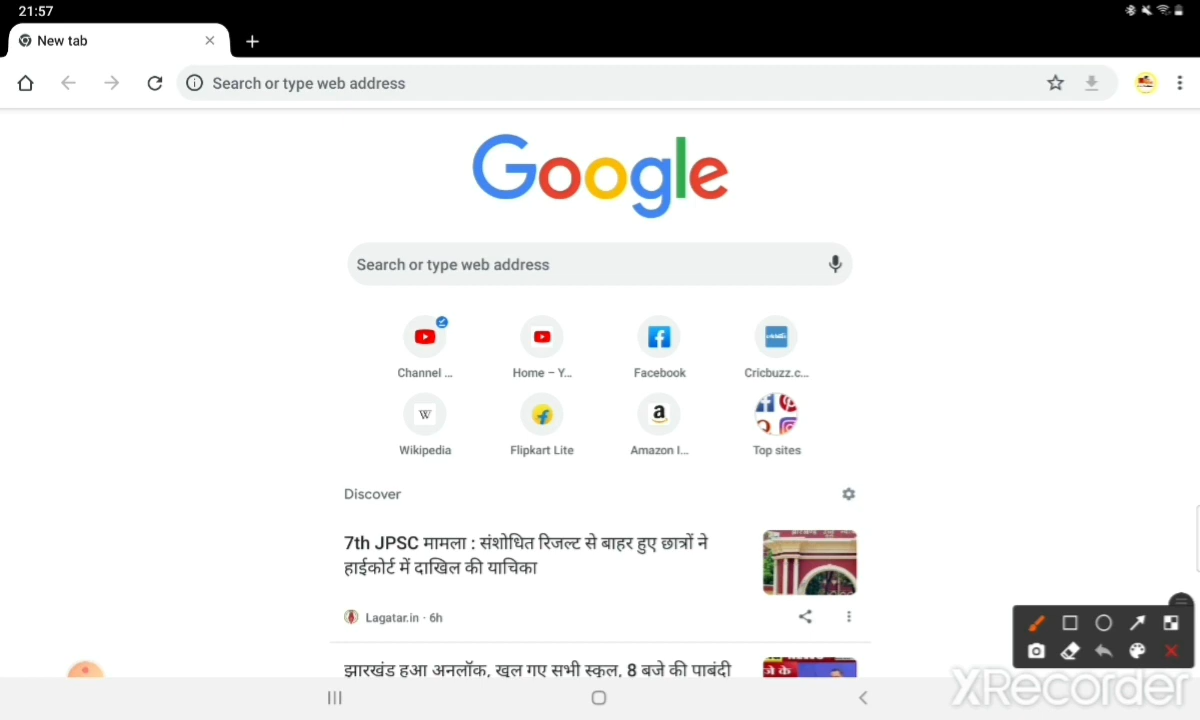 21:57
New tab
Search or type web address
Google
Search or type web address
Channel ...
Home – Y...
Facebook
Cricbuzz.c...
W
a
Wikipedia
Flipkart Lite
Amazon I...
Top sites
Discover
7th JPSC मामला : संशोधित रिजल्ट से बाहर हुए छात्रों ने
हाईकोर्ट में दाखिल की याचिका
Lagatar.in · 6h
झारखंड हुआ अनलॉक, खुल गए सभी स्कूल, 8 बजे की पाबंदी
XRecorder